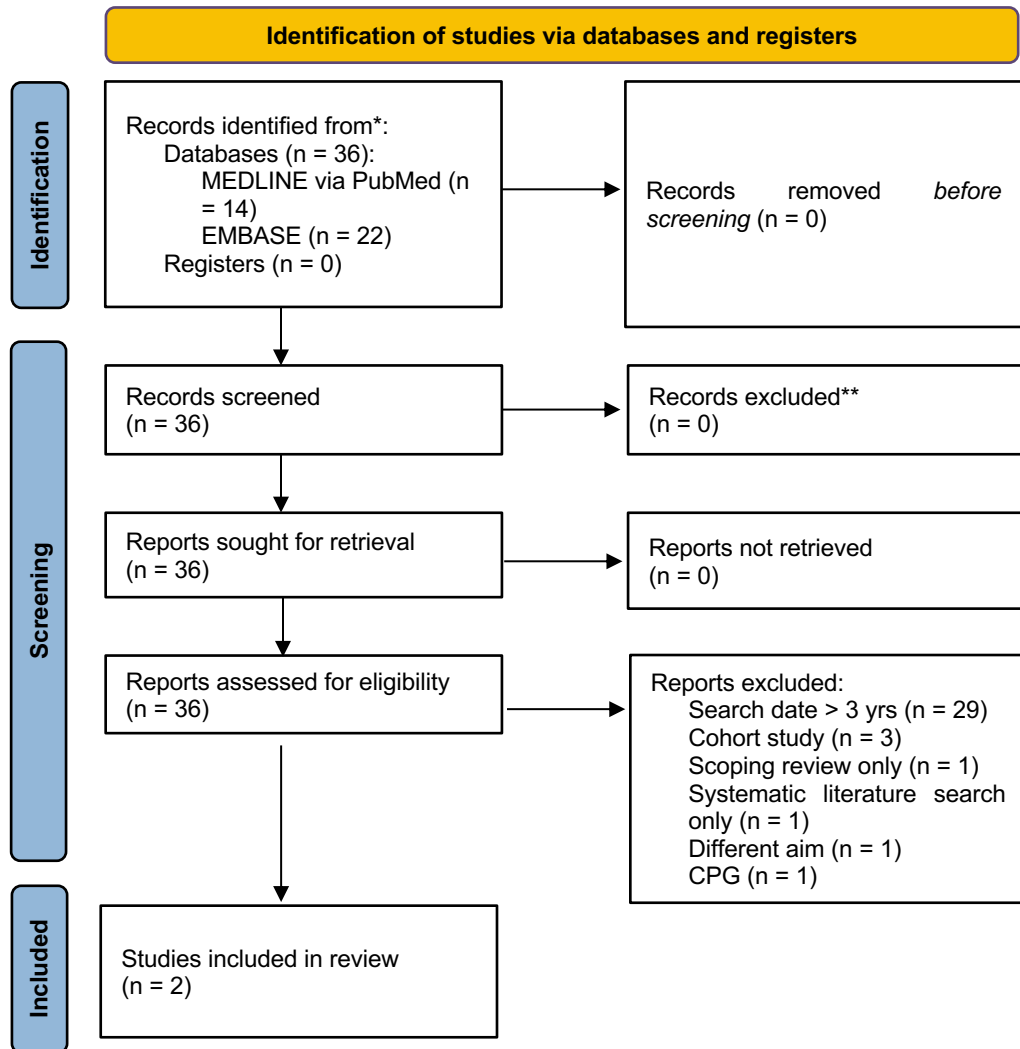 Identification of studies via databases and registers
Identification
Records identified from*:
Databases (n = 36):
MEDLINE via PubMed (n
= 14)
EMBASE (n = 22)
Registers (n = 0)
Records removed before
screening (n = 0)
Screening
Records screened
(n = 36)
Records excluded**
(n = 0)
Reports sought for retrieval
(n = 36)
Reports not retrieved
(n = 0)
Reports assessed for eligibility
(n = 36)
Reports excluded:
Search date > 3 yrs (n = 29)
Cohort study (n = 3)
Scoping review only (n = 1)
Systematic literature search
only (n = 1)
Different aim (n = 1)
CPG (n = 1)
Included
Studies included in review
(n = 2)